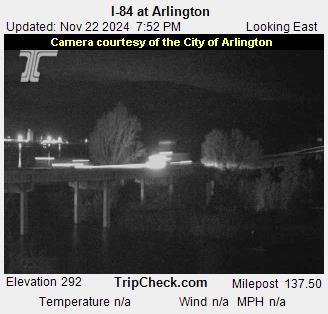 I-84 at Arlington
Updated: Nov 22 2024 7:52 PM Looking East
Camera courtesy of the City of Arlington
Elevation 292 TripCheck.com Milepost 137.50
Temperature n/a Wind n/a MPH n/a